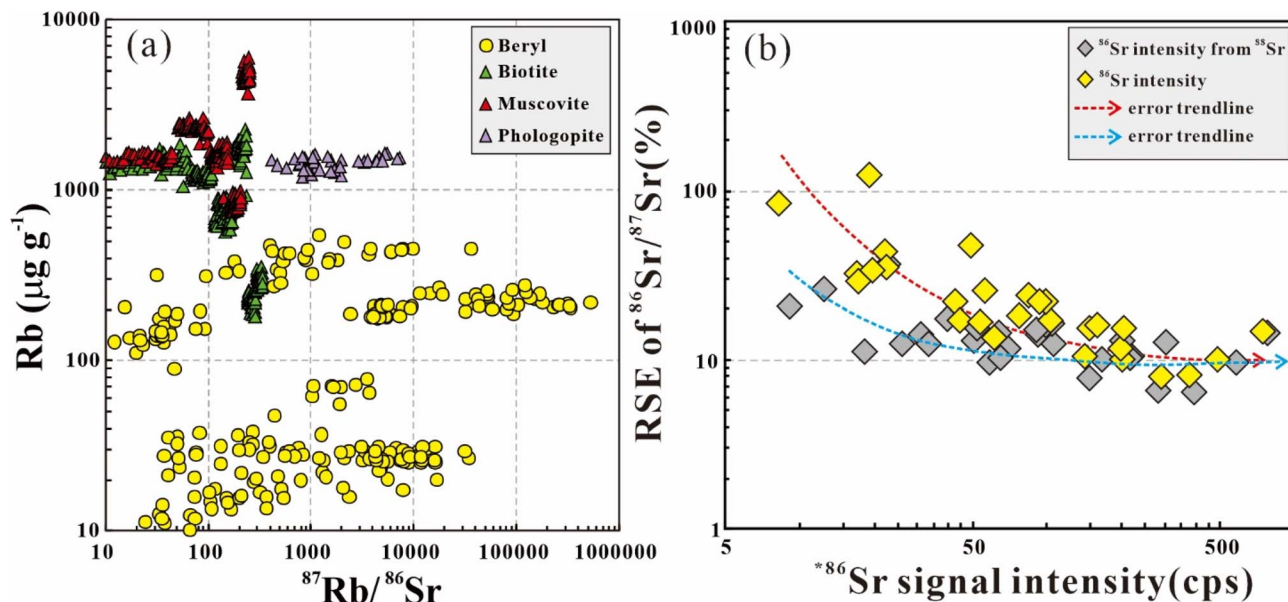 (a)
Beryl
Biotite
Muscovite
Phologopite
10000
1000
100
10
Rb (μg g⁻¹)
10 100 1000 10000 100000 1000000
⁸⁷Rb/⁸⁶Sr
(b)
⁸⁶Sr intensity from ⁸⁸Sr
⁸⁶Sr intensity
error trendline
error trendline
1000
100
10
1
RSE of ⁸⁶Sr/⁸⁷Sr(%)
5 50 500
*⁸⁶Sr signal intensity(cps)